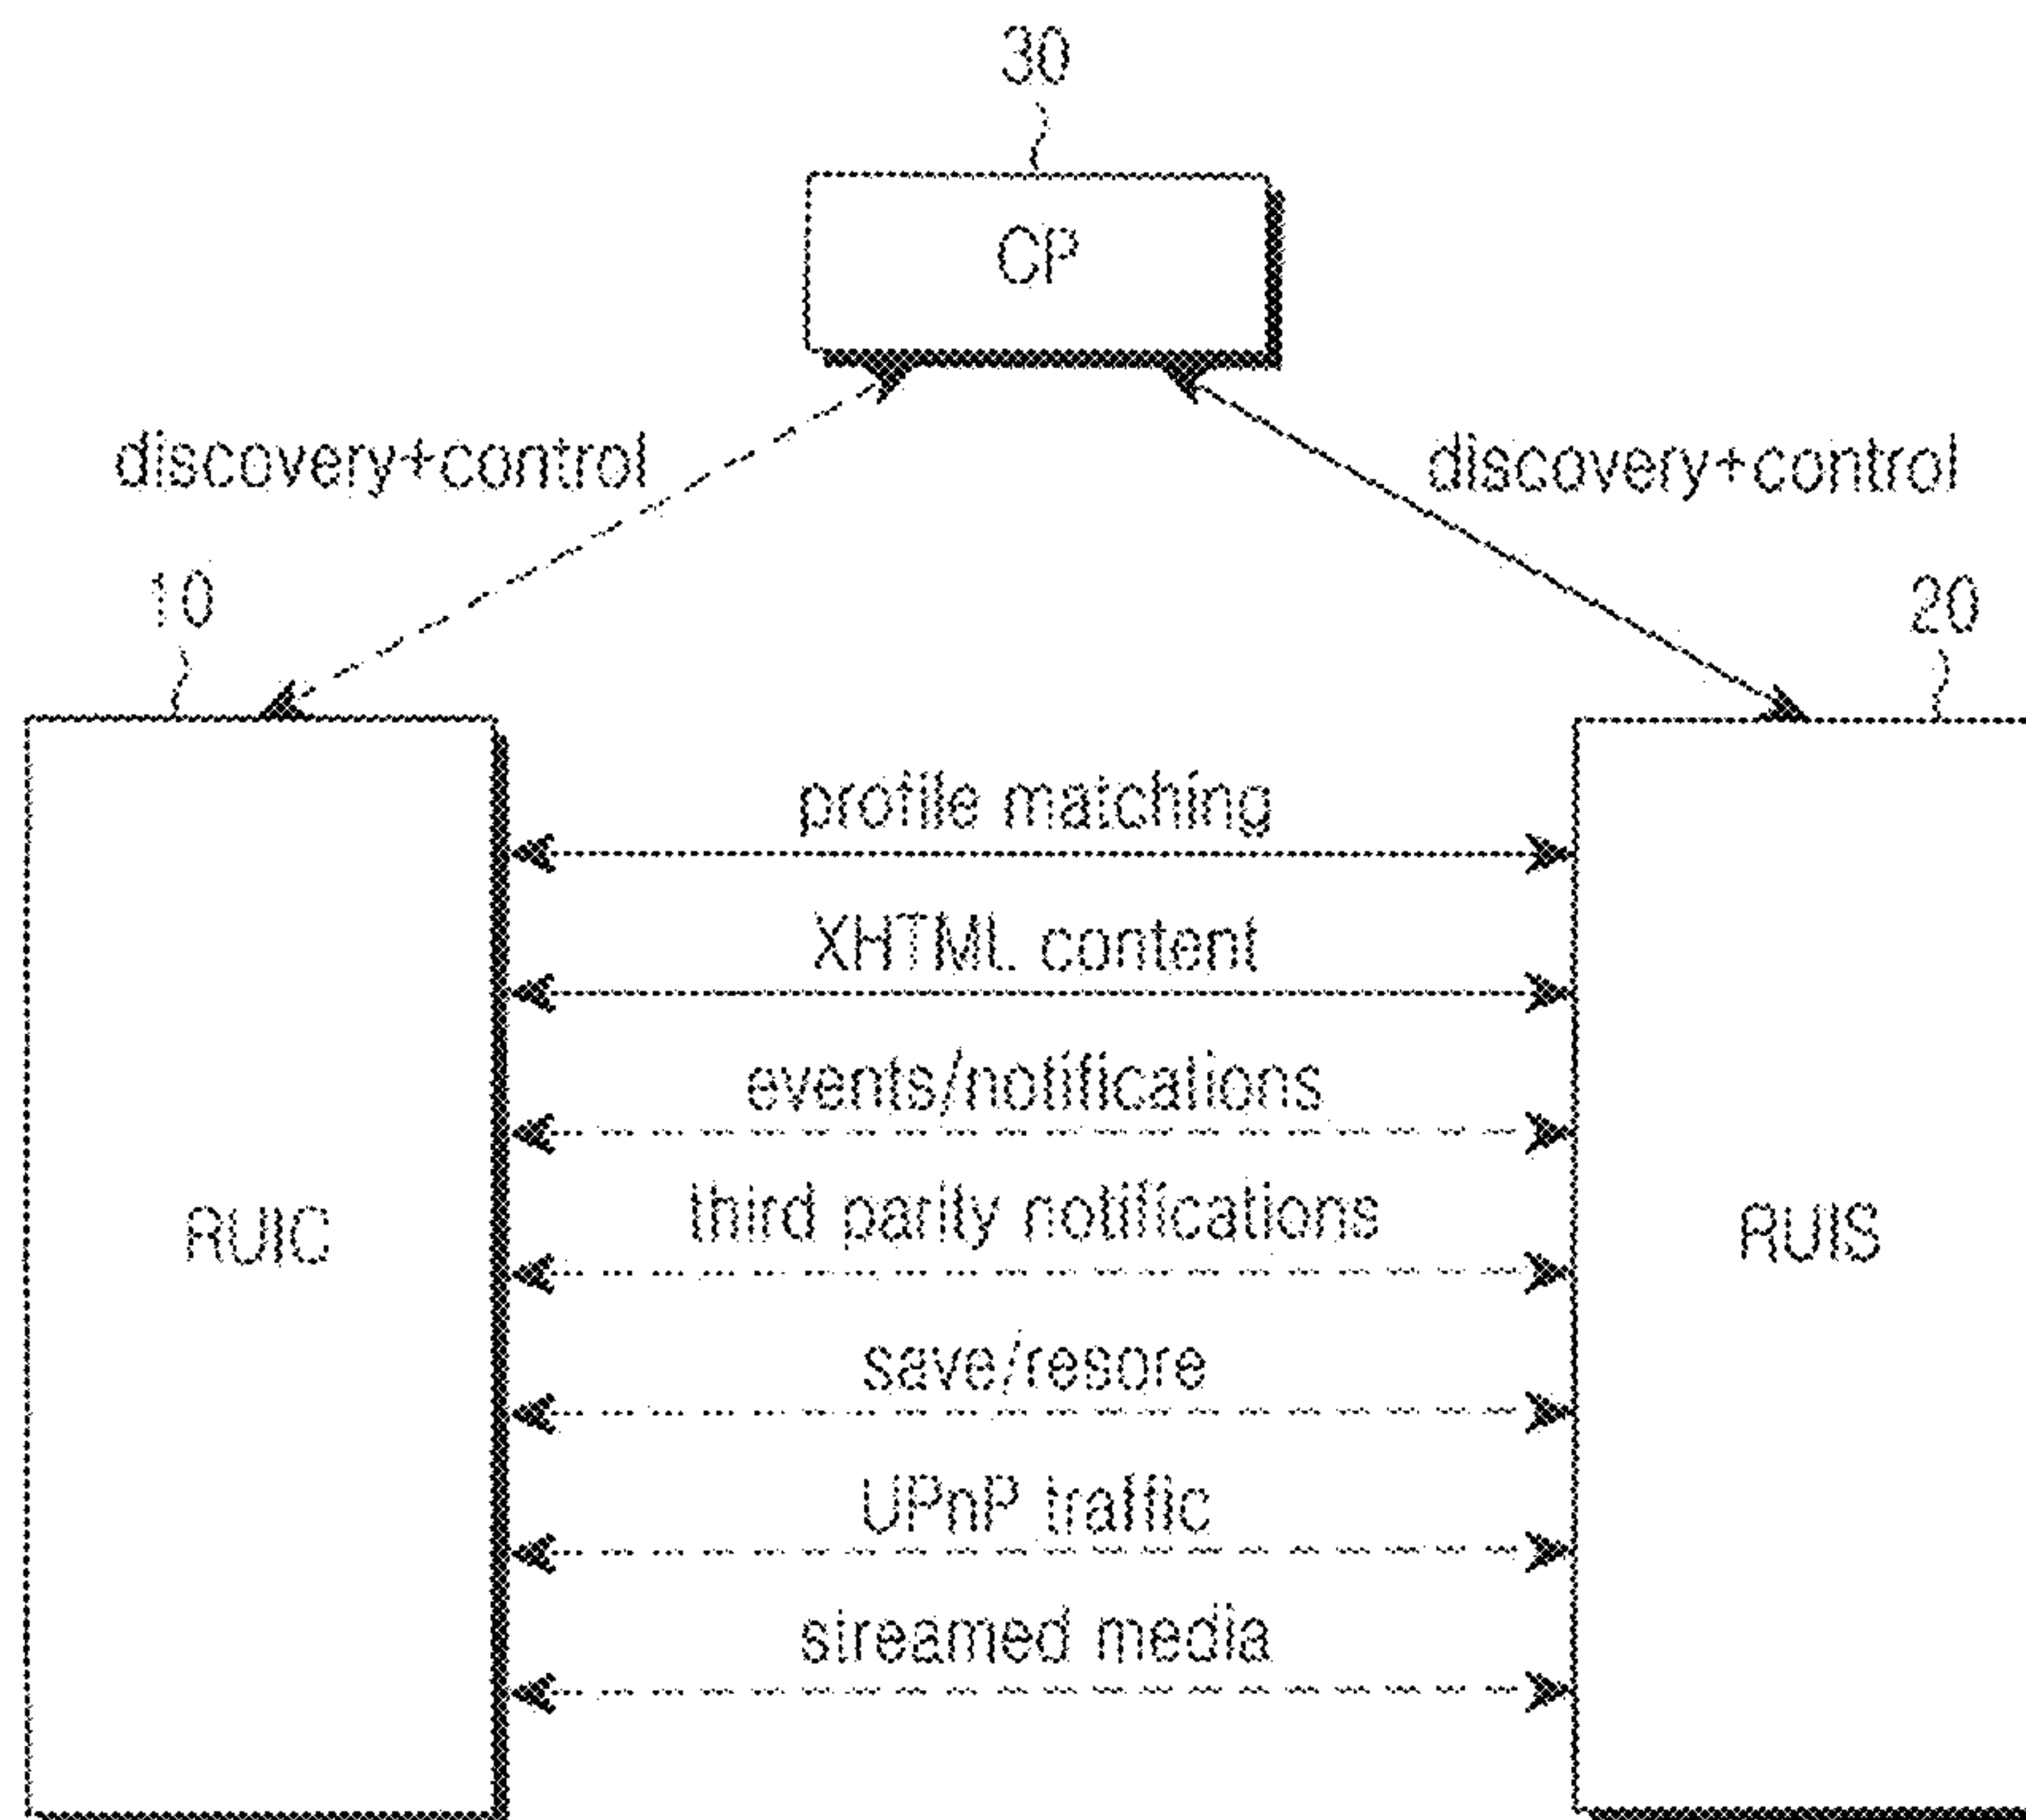 30
CP
discovery+control
discovery+control
10
20
profile matching
XHTML content
events/notifications
third parity notifications
RUIC
RUIS
save/resore
UPnP traffic
streamed media